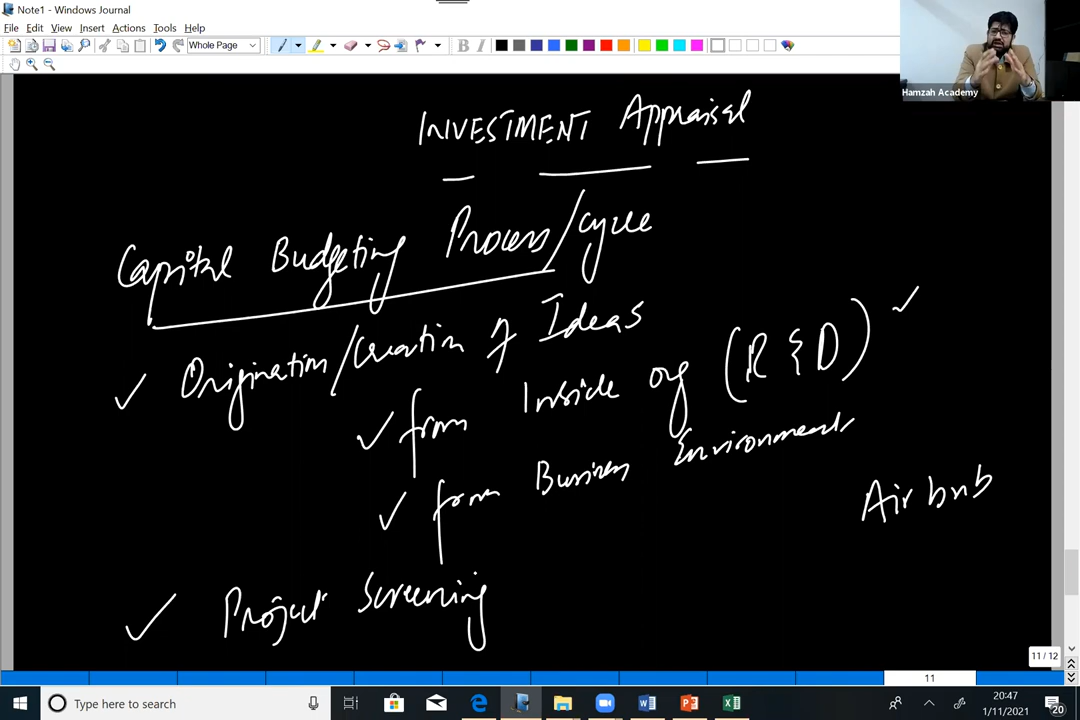 Note1 - Windows Journal
File Edit View Insert Actions Tools Help
Whole Page
B I
Hamzah Academy
INVESTMENT Appraisal
Capital Budgeting Process/cycle
Origination/Creation of Ideas
from Inside org (R & D)
from Business Environment
Airbnb
Project Screening
11 / 12
11
Type here to search
20:47
1/11/2021
20